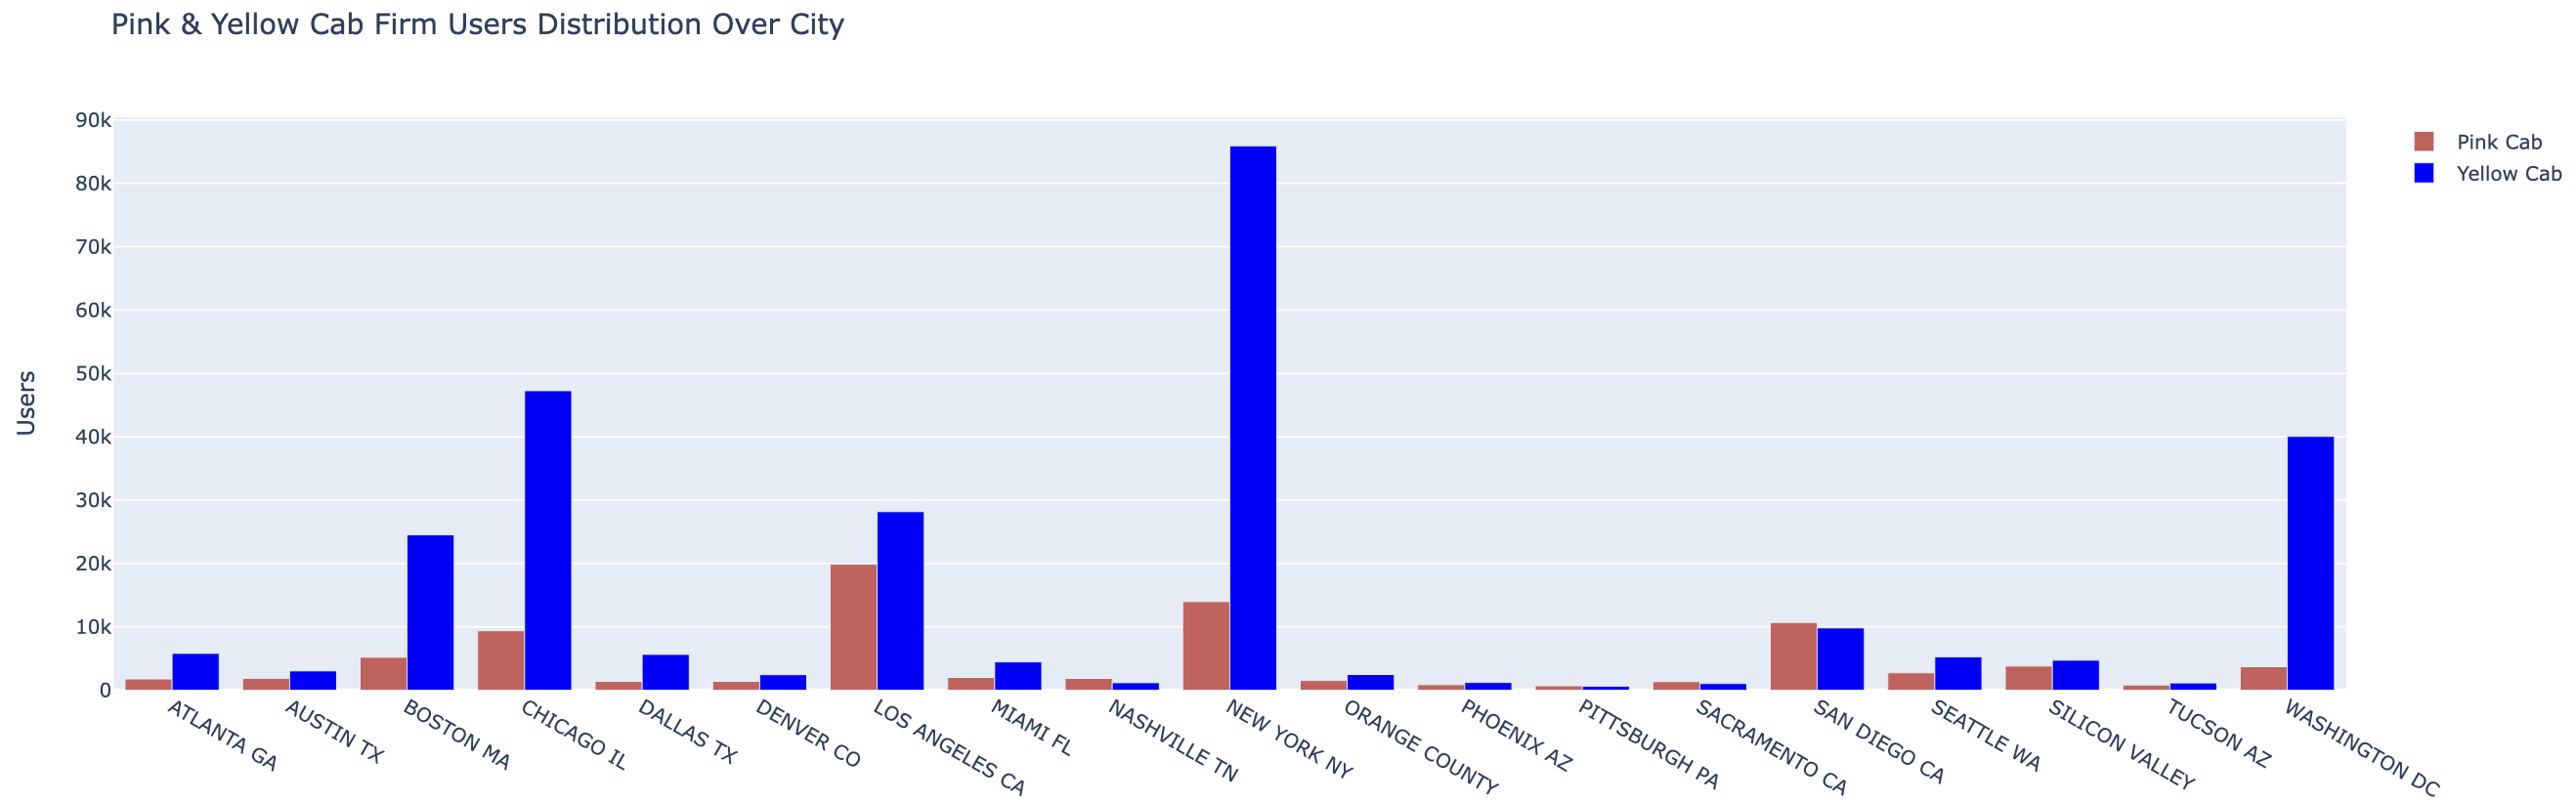 Pink & Yellow Cab Firm Users Distribution Over City
90k
80k
70k
60k
50k
40k
30k
20k
10k
0
Users
Pink Cab
Yellow Cab
ATLANTA GA
AUSTIN TX
BOSTON MA
CHICAGO IL
DALLAS TX
DENVER CO
LOS ANGELES CA
MIAMI FL
NASHVILLE TN
NEW YORK NY
ORANGE COUNTY
PHOENIX AZ
PITTSBURGH PA
SACRAMENTO CA
SAN DIEGO CA
SEATTLE WA
SILICON VALLEY
TUCSON AZ
WASHINGTON DC